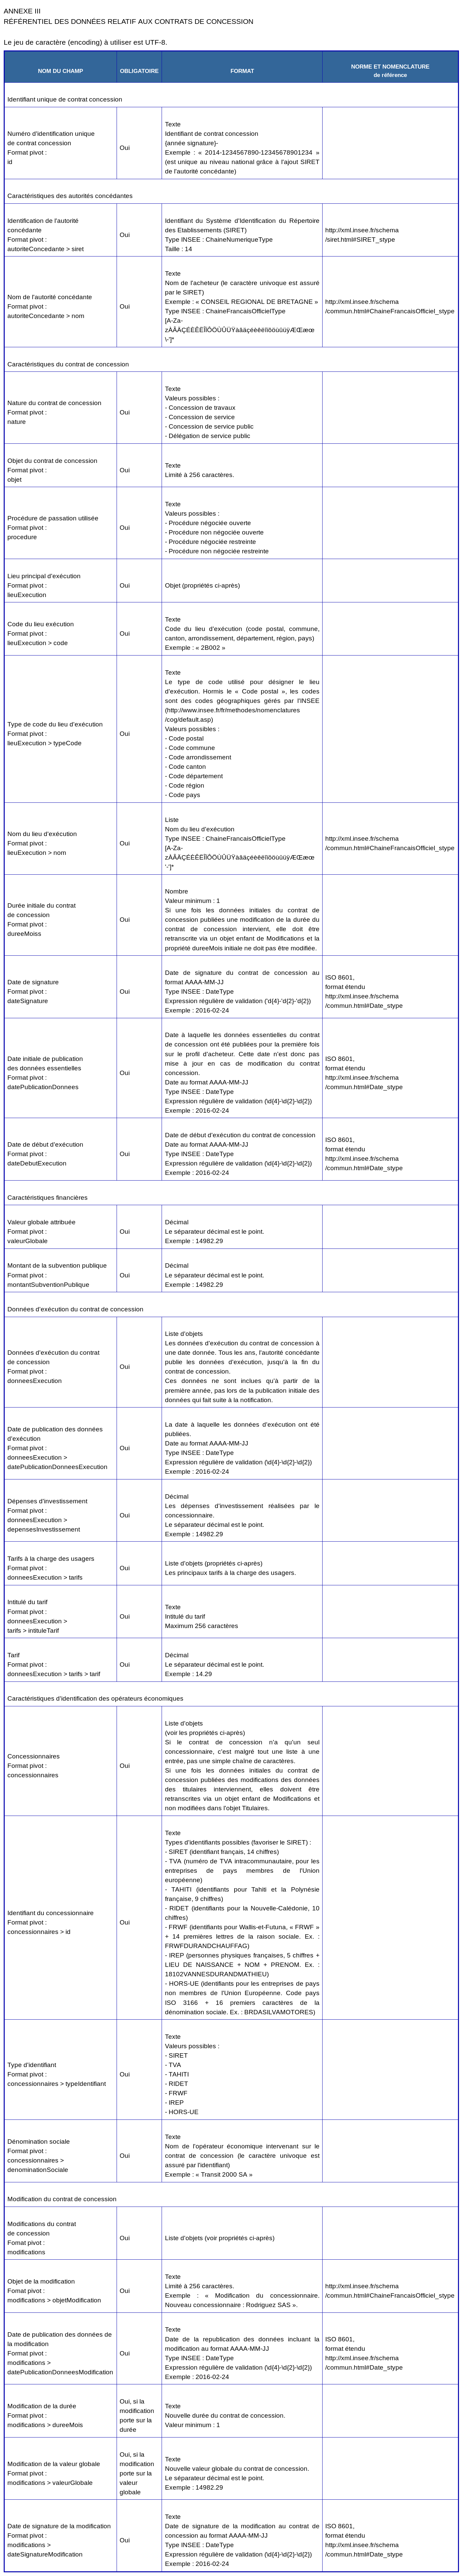 ANNEXE III
RÉFÉRENTIEL DES DONNÉES RELATIF AUX CONTRATS DE CONCESSION
Le jeu de caractère (encoding) à utiliser est UTF-8.
NOM DU CHAMP
OBLIGATOIRE
FORMAT
NORME ET NOMENCLATURE
de référence
Identifiant unique de contrat concession
Numéro d'identification unique
de contrat concession
Format pivot :
id
Oui
Texte
Identifiant de contrat concession
{année signature}-
Exemple : « 2014-1234567890-12345678901234 »
(est unique au niveau national grâce à l'ajout SIRET
de l'autorité concédante)
Caractéristiques des autorités concédantes
Identification de l'autorité
concédante
Format pivot :
autoriteConcedante > siret
Oui
Identifiant du Système d'Identification du Répertoire
des Etablissements (SIRET)
Type INSEE : ChaineNumeriqueType
Taille : 14
http://xml.insee.fr/schema
/siret.html#SIRET_stype
Nom de l'autorité concédante
Format pivot :
autoriteConcedante > nom
Oui
Texte
Nom de l'acheteur (le caractère univoque est assuré
par le SIRET)
Exemple : « CONSEIL REGIONAL DE BRETAGNE »
Type INSEE : ChaineFrancaisOfficielType
[A-Za-
zÀÂÄÇÉÈÊËÎÏÔÖÙÛÜŸàâäçéèêëîïôöùûüÿÆŒæœ
\-']*
http://xml.insee.fr/schema
/commun.html#ChaineFrancaisOfficiel_stype
Caractéristiques du contrat de concession
Nature du contrat de concession
Format pivot :
nature
Oui
Texte
Valeurs possibles :
- Concession de travaux
- Concession de service
- Concession de service public
- Délégation de service public
Objet du contrat de concession
Format pivot :
objet
Oui
Texte
Limité à 256 caractères.
Procédure de passation utilisée
Format pivot :
procedure
Oui
Texte
Valeurs possibles :
- Procédure négociée ouverte
- Procédure non négociée ouverte
- Procédure négociée restreinte
- Procédure non négociée restreinte
Lieu principal d'exécution
Format pivot :
lieuExecution
Oui
Objet (propriétés ci-après)
Code du lieu exécution
Format pivot :
lieuExecution > code
Oui
Texte
Code du lieu d'exécution (code postal, commune,
canton, arrondissement, département, région, pays)
Exemple : « 2B002 »
Type de code du lieu d'exécution
Format pivot :
lieuExecution > typeCode
Oui
Texte
Le type de code utilisé pour désigner le lieu
d'exécution. Hormis le « Code postal », les codes
sont des codes géographiques gérés par l'INSEE
(http://www.insee.fr/fr/methodes/nomenclatures
/cog/default.asp)
Valeurs possibles :
- Code postal
- Code commune
- Code arrondissement
- Code canton
- Code département
- Code région
- Code pays
Nom du lieu d'exécution
Format pivot :
lieuExecution > nom
Oui
Liste
Nom du lieu d'exécution
Type INSEE : ChaineFrancaisOfficielType
[A-Za-
zÀÂÄÇÉÈÊËÎÏÔÖÙÛÜŸàâäçéèêëîïôöùûüÿÆŒæœ
'-']*
http://xml.insee.fr/schema
/commun.html#ChaineFrancaisOfficiel_stype
Durée initiale du contrat
de concession
Format pivot :
dureeMoiss
Oui
Nombre
Valeur minimum : 1
Si une fois les données initiales du contrat de
concession publiées une modification de la durée du
contrat de concession intervient, elle doit être
retranscrite via un objet enfant de Modifications et la
propriété dureeMois initiale ne doit pas être modifiée.
Date de signature
Format pivot :
dateSignature
Oui
Date de signature du contrat de concession au
format AAAA-MM-JJ
Type INSEE : DateType
Expression régulière de validation ('d{4}-'d{2}-'d{2})
Exemple : 2016-02-24
ISO 8601,
format étendu
http://xml.insee.fr/schema
/commun.html#Date_stype
Date initiale de publication
des données essentielles
Format pivot :
datePublicationDonnees
Oui
Date à laquelle les données essentielles du contrat
de concession ont été publiées pour la première fois
sur le profil d'acheteur. Cette date n'est donc pas
mise à jour en cas de modification du contrat
concession.
Date au format AAAA-MM-JJ
Type INSEE : DateType
Expression régulière de validation (\d{4}-\d{2}-\d{2})
Exemple : 2016-02-24
ISO 8601,
format étendu
http://xml.insee.fr/schema
/commun.html#Date_stype
Date de début d'exécution
Format pivot :
dateDebutExecution
Oui
Date de début d'exécution du contrat de concession
Date au format AAAA-MM-JJ
Type INSEE : DateType
Expression régulière de validation (\d{4}-\d{2}-\d{2})
Exemple : 2016-02-24
ISO 8601,
format étendu
http://xml.insee.fr/schema
/commun.html#Date_stype
Caractéristiques financières
Valeur globale attribuée
Format pivot :
valeurGlobale
Oui
Décimal
Le séparateur décimal est le point.
Exemple : 14982.29
Montant de la subvention publique
Format pivot :
montantSubventionPublique
Oui
Décimal
Le séparateur décimal est le point.
Exemple : 14982.29
Données d'exécution du contrat de concession
Données d'exécution du contrat
de concession
Format pivot :
donneesExecution
Oui
Liste d'objets
Les données d'exécution du contrat de concession à
une date donnée. Tous les ans, l'autorité concédante
publie les données d'exécution, jusqu'à la fin du
contrat de concession.
Ces données ne sont inclues qu'à partir de la
première année, pas lors de la publication initiale des
données qui fait suite à la notification.
Date de publication des données
d'exécution
Format pivot :
donneesExecution >
datePublicationDonneesExecution
Oui
La date à laquelle les données d'exécution ont été
publiées.
Date au format AAAA-MM-JJ
Type INSEE : DateType
Expression régulière de validation (\d{4}-\d{2}-\d{2})
Exemple : 2016-02-24
Dépenses d'investissement
Format pivot :
donneesExecution >
depensesInvestissement
Oui
Décimal
Les dépenses d'investissement réalisées par le
concessionnaire.
Le séparateur décimal est le point.
Exemple : 14982.29
Tarifs à la charge des usagers
Format pivot :
donneesExecution > tarifs
Oui
Liste d'objets (propriétés ci-après)
Les principaux tarifs à la charge des usagers.
Intitulé du tarif
Format pivot :
donneesExecution >
tarifs > intituleTarif
Oui
Texte
Intitulé du tarif
Maximum 256 caractères
Tarif
Format pivot :
donneesExecution > tarifs > tarif
Oui
Décimal
Le séparateur décimal est le point.
Exemple : 14.29
Caractéristiques d'identification des opérateurs économiques
Concessionnaires
Format pivot :
concessionnaires
Oui
Liste d'objets
(voir les propriétés ci-après)
Si le contrat de concession n'a qu'un seul
concessionnaire, c'est malgré tout une liste à une
entrée, pas une simple chaîne de caractères.
Si une fois les données initiales du contrat de
concession publiées des modifications des données
des titulaires interviennent, elles doivent être
retranscrites via un objet enfant de Modifications et
non modifiées dans l'objet Titulaires.
Identifiant du concessionnaire
Format pivot :
concessionnaires > id
Oui
Texte
Types d'identifiants possibles (favoriser le SIRET) :
- SIRET (identifiant français, 14 chiffres)
- TVA (numéro de TVA intracommunautaire, pour les
entreprises de pays membres de l'Union
européenne)
- TAHITI (identifiants pour Tahiti et la Polynésie
française, 9 chiffres)
- RIDET (identifiants pour la Nouvelle-Calédonie, 10
chiffres)
- FRWF (identifiants pour Wallis-et-Futuna, « FRWF »
+ 14 premières lettres de la raison sociale. Ex. :
FRWFDURANDCHAUFFAG)
- IREP (personnes physiques françaises, 5 chiffres +
LIEU DE NAISSANCE + NOM + PRENOM. Ex. :
18102VANNESDURANDMATHIEU)
- HORS-UE (identifiants pour les entreprises de pays
non membres de l'Union Européenne. Code pays
ISO 3166 + 16 premiers caractères de la
dénomination sociale. Ex. : BRDASILVAMOTORES)
Type d'identifiant
Format pivot :
concessionnaires > typeIdentifiant
Oui
Texte
Valeurs possibles :
- SIRET
- TVA
- TAHITI
- RIDET
- FRWF
- IREP
- HORS-UE
Dénomination sociale
Format pivot :
concessionnaires >
denominationSociale
Oui
Texte
Nom de l'opérateur économique intervenant sur le
contrat de concession (le caractère univoque est
assuré par l'identifiant)
Exemple : « Transit 2000 SA »
Modification du contrat de concession
Modifications du contrat
de concession
Fomat pivot :
modifications
Oui
Liste d'objets (voir propriétés ci-après)
Objet de la modification
Fomat pivot :
modifications > objetModification
Oui
Texte
Limité à 256 caractères.
Exemple : « Modification du concessionnaire.
Nouveau concessionnaire : Rodriguez SAS ».
http://xml.insee.fr/schema
/commun.html#ChaineFrancaisOfficiel_stype
Date de publication des données de
la modification
Format pivot :
modifications >
datePublicationDonneesModification
Oui
Texte
Date de la republication des données incluant la
modification au format AAAA-MM-JJ
Type INSEE : DateType
Expression régulière de validation (\d{4}-\d{2}-\d{2})
Exemple : 2016-02-24
ISO 8601,
format étendu
http://xml.insee.fr/schema
/commun.html#Date_stype
Modification de la durée
Format pivot :
modifications > dureeMois
Oui, si la
modification
porte sur la
durée
Texte
Nouvelle durée du contrat de concession.
Valeur minimum : 1
Modification de la valeur globale
Format pivot :
modifications > valeurGlobale
Oui, si la
modification
porte sur la
valeur
globale
Texte
Nouvelle valeur globale du contrat de concession.
Le séparateur décimal est le point.
Exemple : 14982.29
Date de signature de la modification
Format pivot :
modifications >
dateSignatureModification
Oui
Texte
Date de signature de la modification au contrat de
concession au format AAAA-MM-JJ
Type INSEE : DateType
Expression régulière de validation (\d{4}-\d{2}-\d{2})
Exemple : 2016-02-24
ISO 8601,
format étendu
http://xml.insee.fr/schema
/commun.html#Date_stype